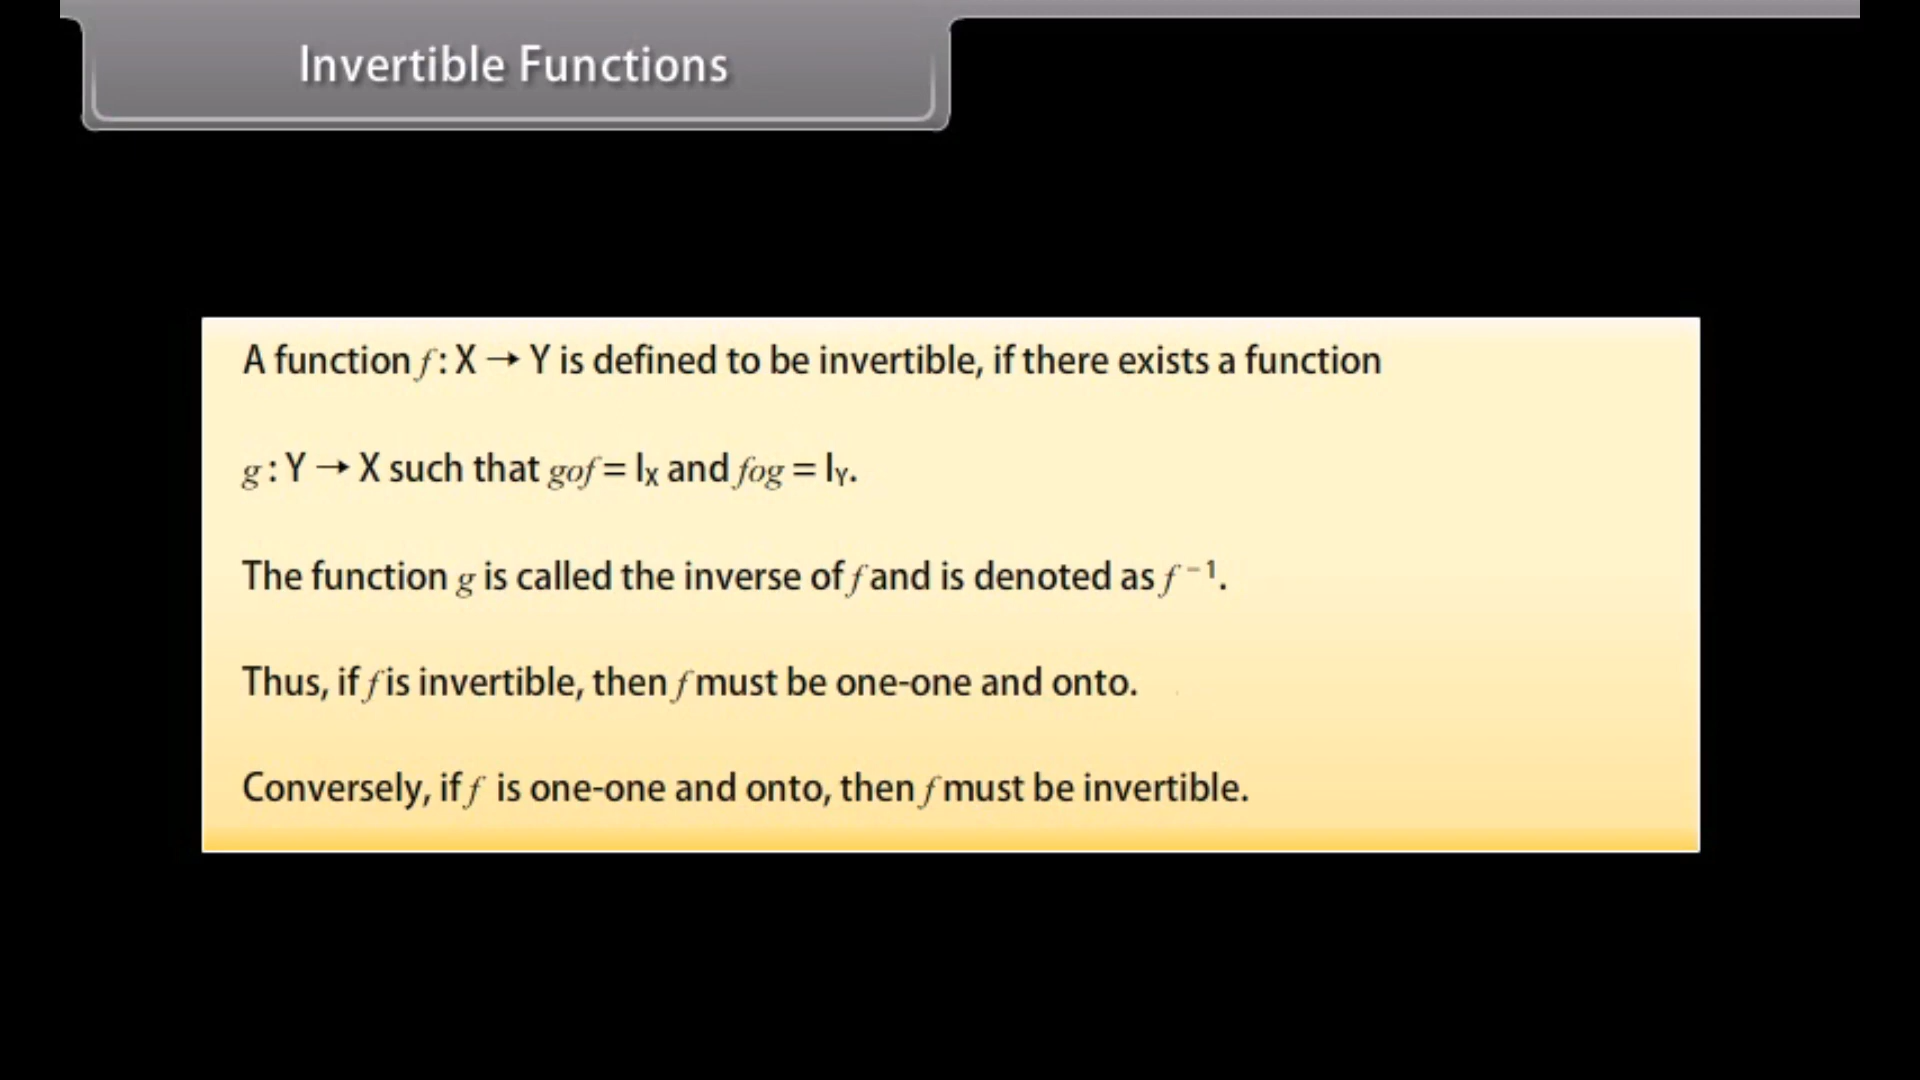 Invertible Functions
A function f : X → Y is defined to be invertible, if there exists a function
g : Y → X such that gof = Iₓ and fog = Iᵧ.
The function g is called the inverse of f and is denoted as f ⁻¹.
Thus, if f is invertible, then f must be one-one and onto.
Conversely, if f is one-one and onto, then f must be invertible.